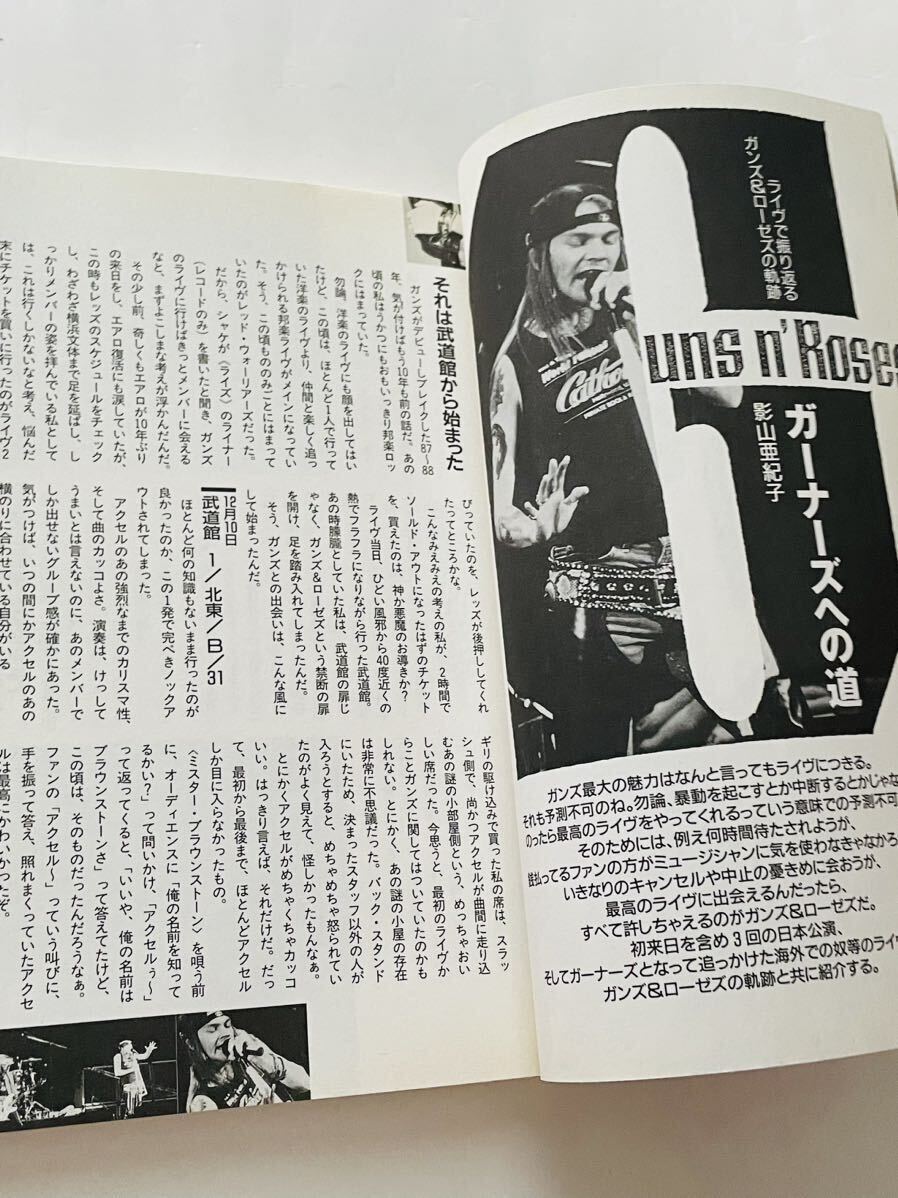 ライヴで振り返る
ガンズ&ローゼズの軌跡
Guns n' Roses
ガーナーズへの道
影山亜紀子
Cathouse
ガンズ最大の魅力はなんと言ってもライヴにつきる。
それも予測不可のね。勿論、暴動を起こすとか中断するとかじゃな
のったら最高のライヴをやってくれるっていう意味での予測不可
そのためには、例え何時間待たされようが、
払ってるファンの方がミュージシャンに気を使わなきゃなかろ
いきなりのキャンセルや中止の憂きめに会おうが、
最高のライヴに出会えるんだったら、
すべて許しちゃえるのがガンズ&ローゼズだ。
初来日を含め3回の日本公演、
そしてガーナーズとなって追っかけた海外での奴等のライヴ
ガンズ&ローゼズの軌跡と共に紹介する。
それは武道館から始まった
ガンズがデビューしブレイクした87〜88
年、気が付けばもう10年も前の話だ。あの
頃の私はうかつにもおもいっきり邦楽ロッ
クにはまっていた。
勿論、洋楽のライヴにも顔を出してはい
たけど、この頃は、ほとんど1人で行って
いた洋楽のライヴより、仲間と楽しく追っ
かけられる邦楽ライヴがメインになってい
た。そう、この頃もののみごとにはまって
いたのがレッド・ウォーリアーズだった。
だから、シャケが〈ライズ〉のライナー
(レコードのみ)を書いたと聞き、ガンズ
のライヴに行けばきっとメンバーに会える
なと、まずよこしまな考えが浮かんだんだ。
その少し前、奇しくもエアロが10年ぶり
の来日をし、エアロ復活にも涙していたが、
この時もレッズのスケジュールをチェック
し、わざわざ横浜文体まで足を延ばし、し
っかりメンバーの姿を拝んでいる私として
は、これは行くしかないなと考え、悩んだ
末にチケットを買いに行ったのがライヴ2
びっていたのを、レッズが後押ししてくれ
たってところかな。
こんなみえみえの考えの私が、2時間で
ソールド・アウトになったはずのチケット
を、買えたのは、神か悪魔のお導きか?
ライヴ当日、ひどい風邪から40度近くの
熱でフラフラになりながら行った武道館。
あの時朦朧としていた私は、武道館の扉じ
ゃなく、ガンズ&ローゼズという禁断の扉
を開け、足を踏み入れてしまったんだ。
そう、ガンズとの出会いは、こんな風に
して始まったんだ。
12月10日
武道館 1/北東/B/31
ほとんど何の知識もないまま行ったのが
良かったのか、この1発で完ぺきノックア
ウトされてしまった。
アクセルのあの強烈なまでのカリスマ性、
そして曲のカッコよさ。演奏は、けっして
うまいとは言えないのに、あのメンバーで
しか出せないグループ感が確かにあった。
気がつけば、いつの間にかアクセルのあの
横のりに合わせている自分がいる
ギリの駆け込みで買った私の席は、スラッ
シュ側で、尚かつアクセルが曲間に走り込
むあの謎の小部屋側という、めっちゃおい
しい席だった。今思うと、最初のライヴか
らことガンズに関してはついていたのかも
しれない。とにかく、あの謎の小屋の存在
は非常に不思議だった。バック・スタンド
にいたため、決まったスタッフ以外の人が
入ろうとすると、めちゃめちゃ怒られてい
たのがよく見えて、怪しかったもんなぁ。
とにかくアクセルがめちゃくちゃカッコ
いい。はっきり言えば、それだけだ。だっ
て、最初から最後まで、ほとんどアクセル
しか目に入らなかったもの。
〈ミスター・ブラウンストーン〉を唄う前
に、オーディエンスに「俺の名前を知って
るかい?」って問いかけ、「アクセルぅ〜」
って返ってくると、「いいや、俺の名前は
ブラウンストーンさ」って答えてたけど、
この頃は、そのものだったんだろうなぁ。
ファンの「アクセル〜」っていう叫びに、
手を振って答え、照れまくっていたアクセ
ルは最高にかわいかったぞ。